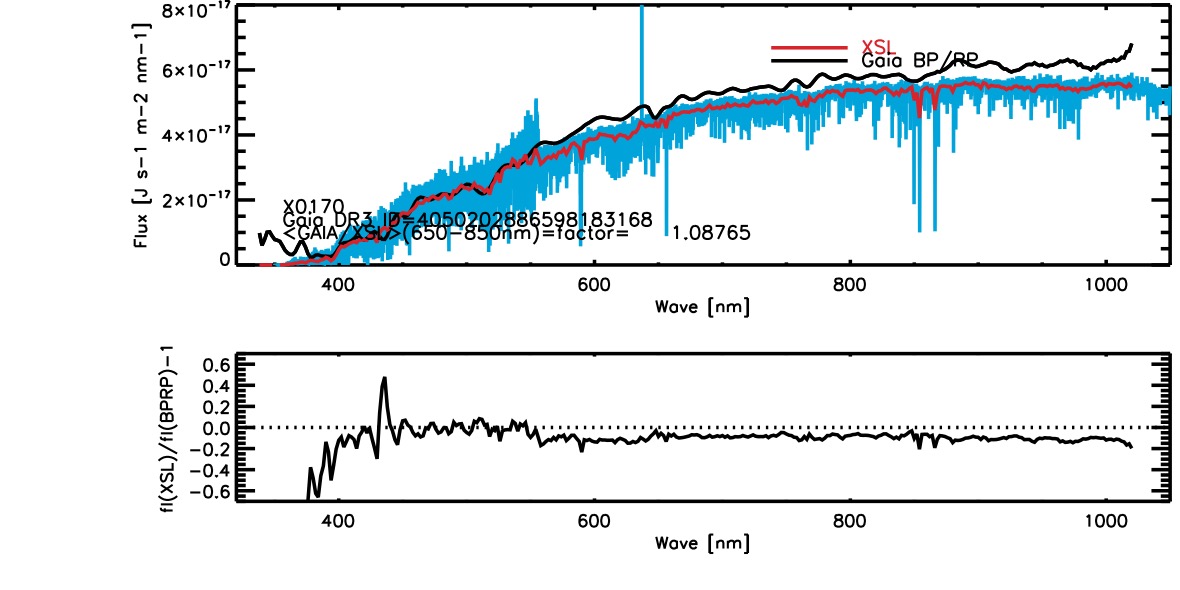 8×10−17
6×10−17
4×10−17
2×10−17
0
Flux [J s−1 m−2 nm−1]
XSL
Gaia BP/RP
X0170
Gaia DR3 ID=4050202886598183168
<GAIA/XSL>(650−850nm)=factor= 1.08765
400 600 800 1000
Wave [nm]
0.6
0.4
0.2
0.0
−0.2
−0.4
−0.6
fl(XSL)/fl(BPRP)−1
400 600 800 1000
Wave [nm]